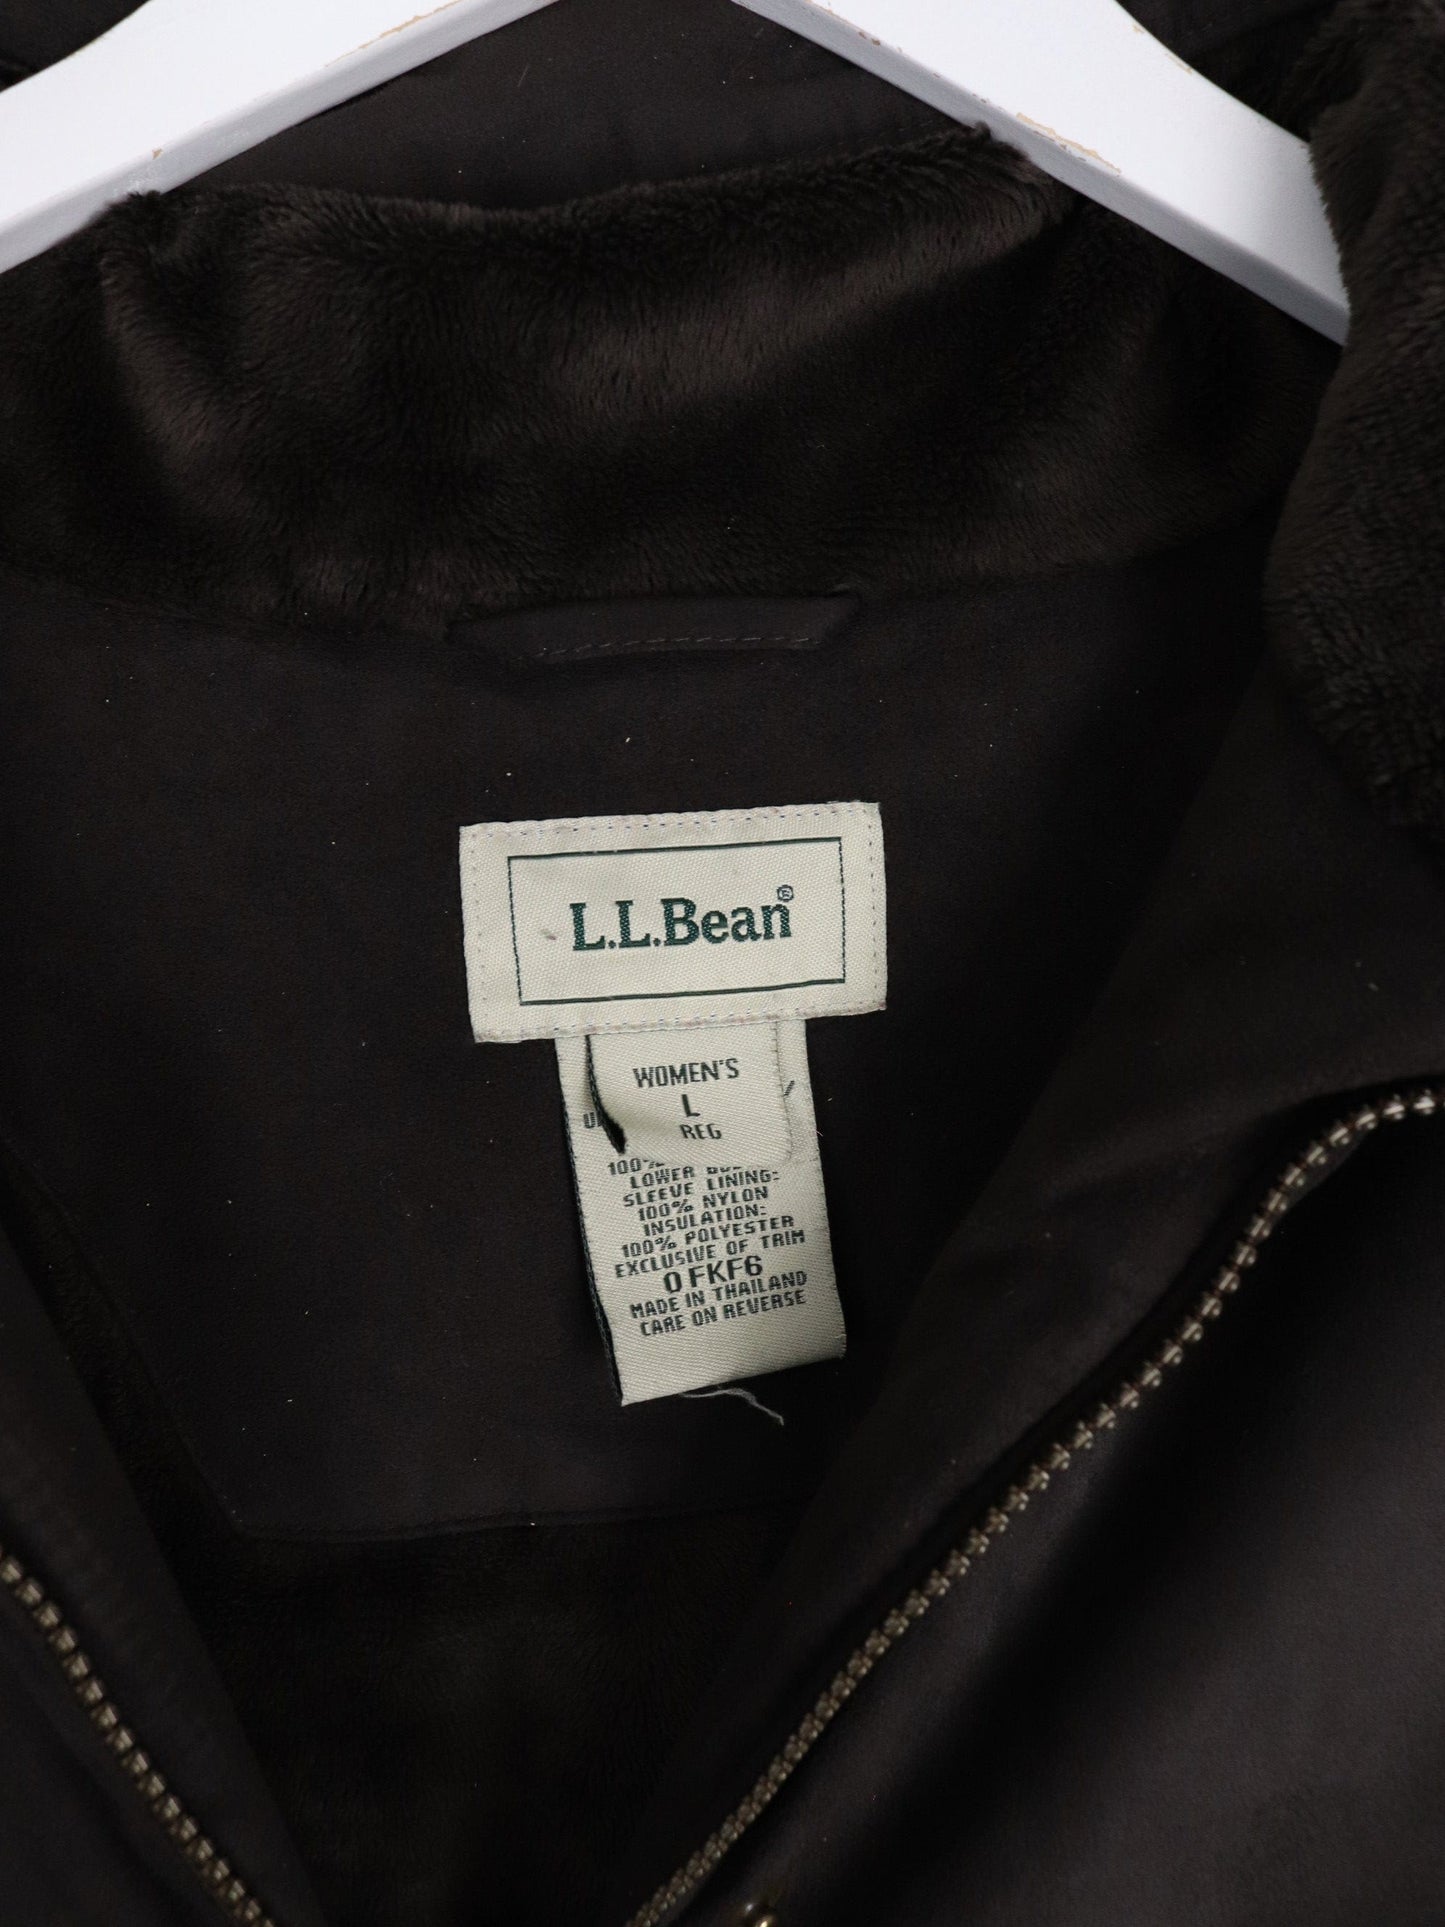 L.L.Bean®
WOMEN'S
L
REG
100%
LOWER
SLEEVE LINING:
100% NYLON
INSULATION:
100% POLYESTER
EXCLUSIVE OF TRIM
0 FKF6
MADE IN THAILAND
CARE ON REVERSE